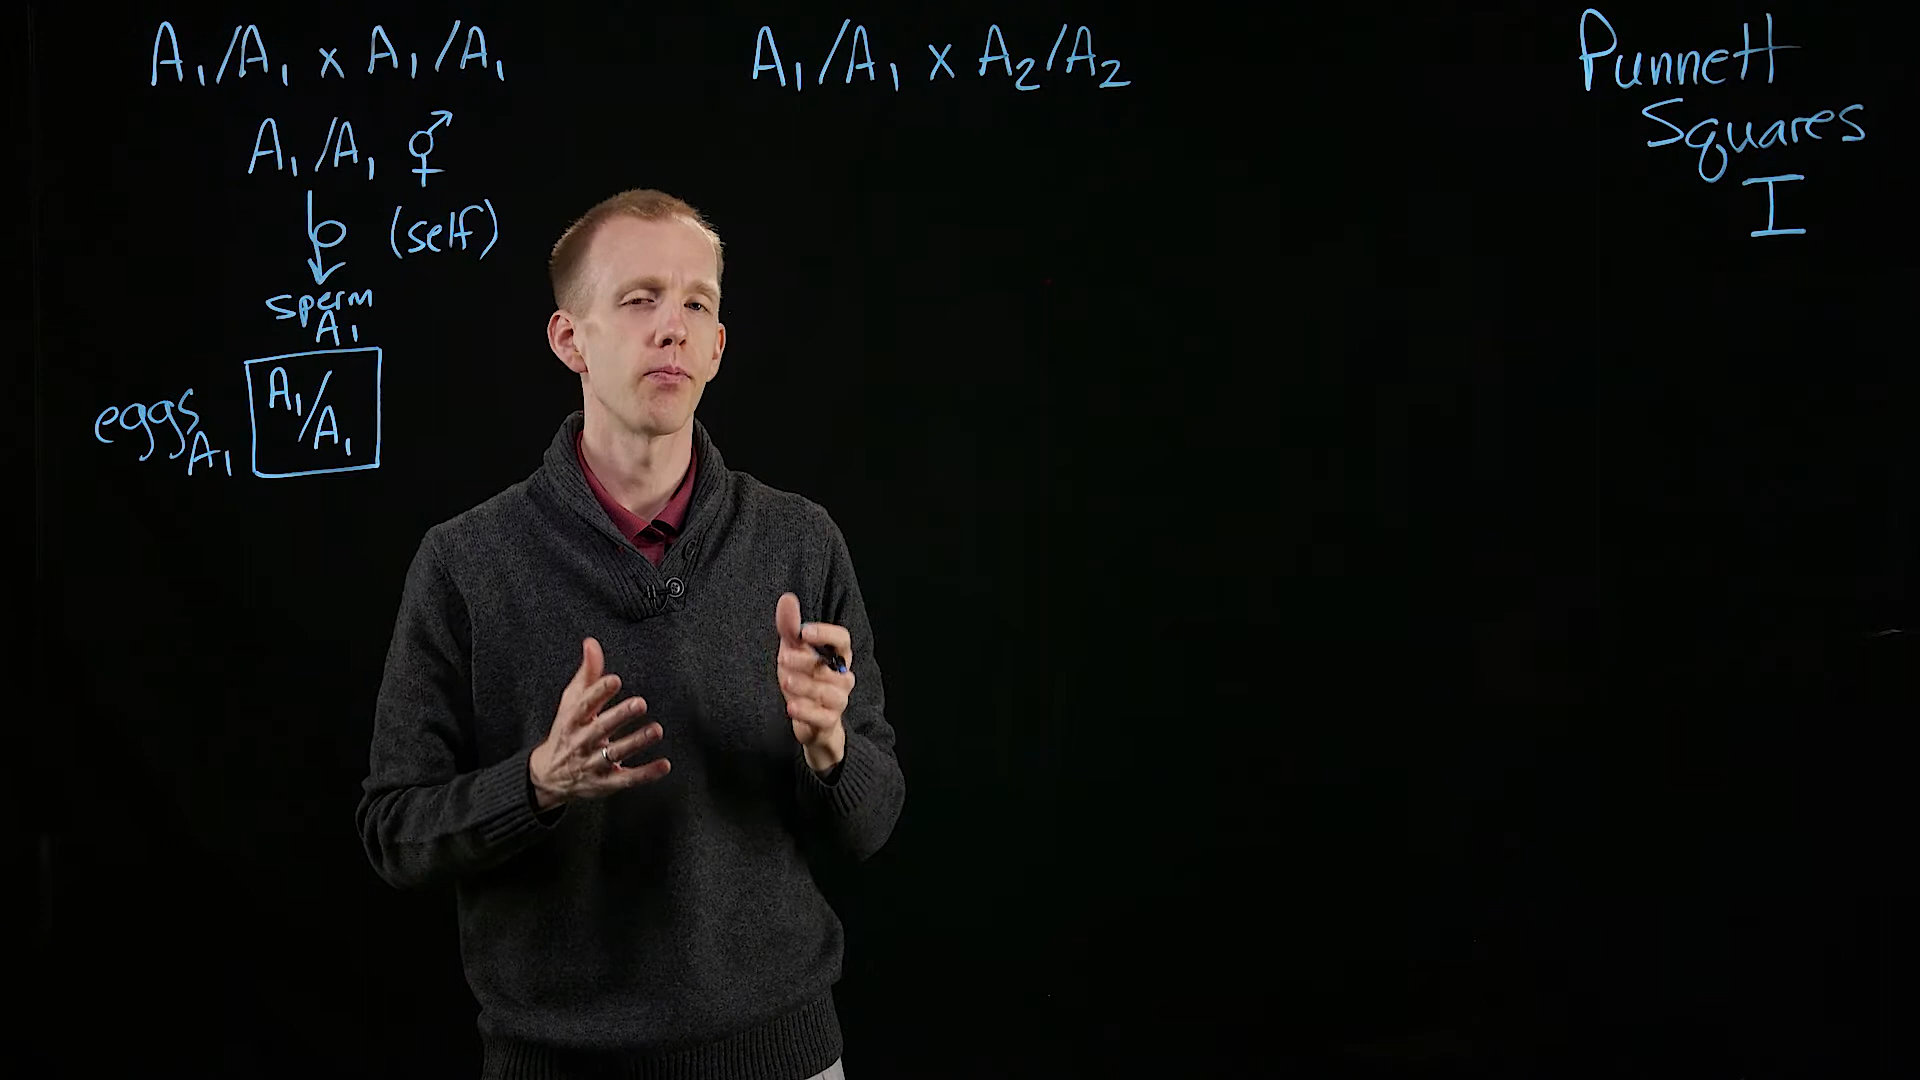 A₁/A₁ x A₁/A₁
A₁/A₁ ⚥
(self)
sperm
A₁
eggs
A₁
A₁/A₁
A₁/A₁ x A₂/A₂
Punnett
Squares
I